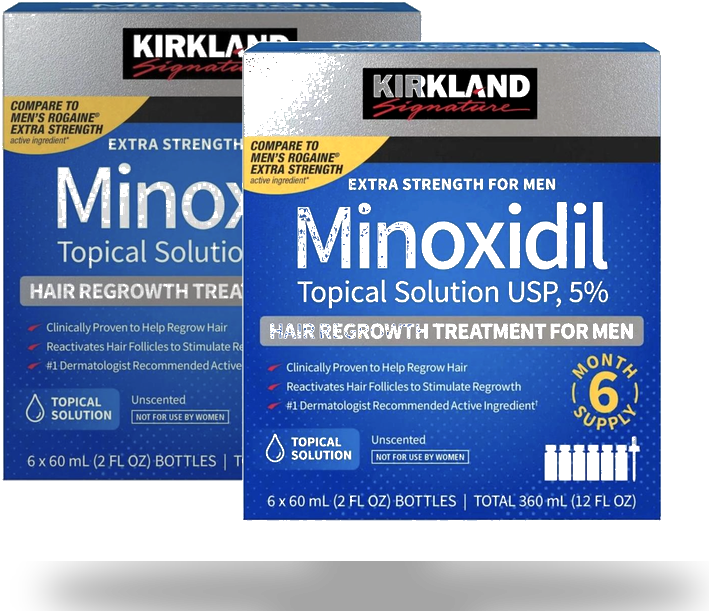 KIRKLAND
Signatu
COMPARE TO
MEN'S ROGAINE®
EXTRA STRENGTH
active ingredient*
EXTRA STRENGTH
Minox
Topical Solutio
HAIR REGROWTH TREA
Clinically Proven to Help Regrow Hair
Reactivates Hair Follicles to Stimulate Re
#1 Dermatologist Recommended Active
TOPICAL
SOLUTION
Unscented
NOT FOR USE BY WOMEN
6 x 60 mL (2 FL OZ) BOTTLES | T
Minoxidil
KIRKLAND
Signature
COMPARE TO
MEN'S ROGAINE®
EXTRA STRENGTH
active ingredient*
EXTRA STRENGTH FOR MEN
Minoxidil
Topical Solution USP, 5%
HAIR REGROWTH TREATMENT FOR MEN
Clinically Proven to Help Regrow Hair
Reactivates Hair Follicles to Stimulate Regrowth
#1 Dermatologist Recommended Active Ingredient†
MONTH
6
SUPPLY
TOPICAL
SOLUTION
Unscented
NOT FOR USE BY WOMEN
6 x 60 mL (2 FL OZ) BOTTLES | TOTAL 360 mL (12 FL OZ)